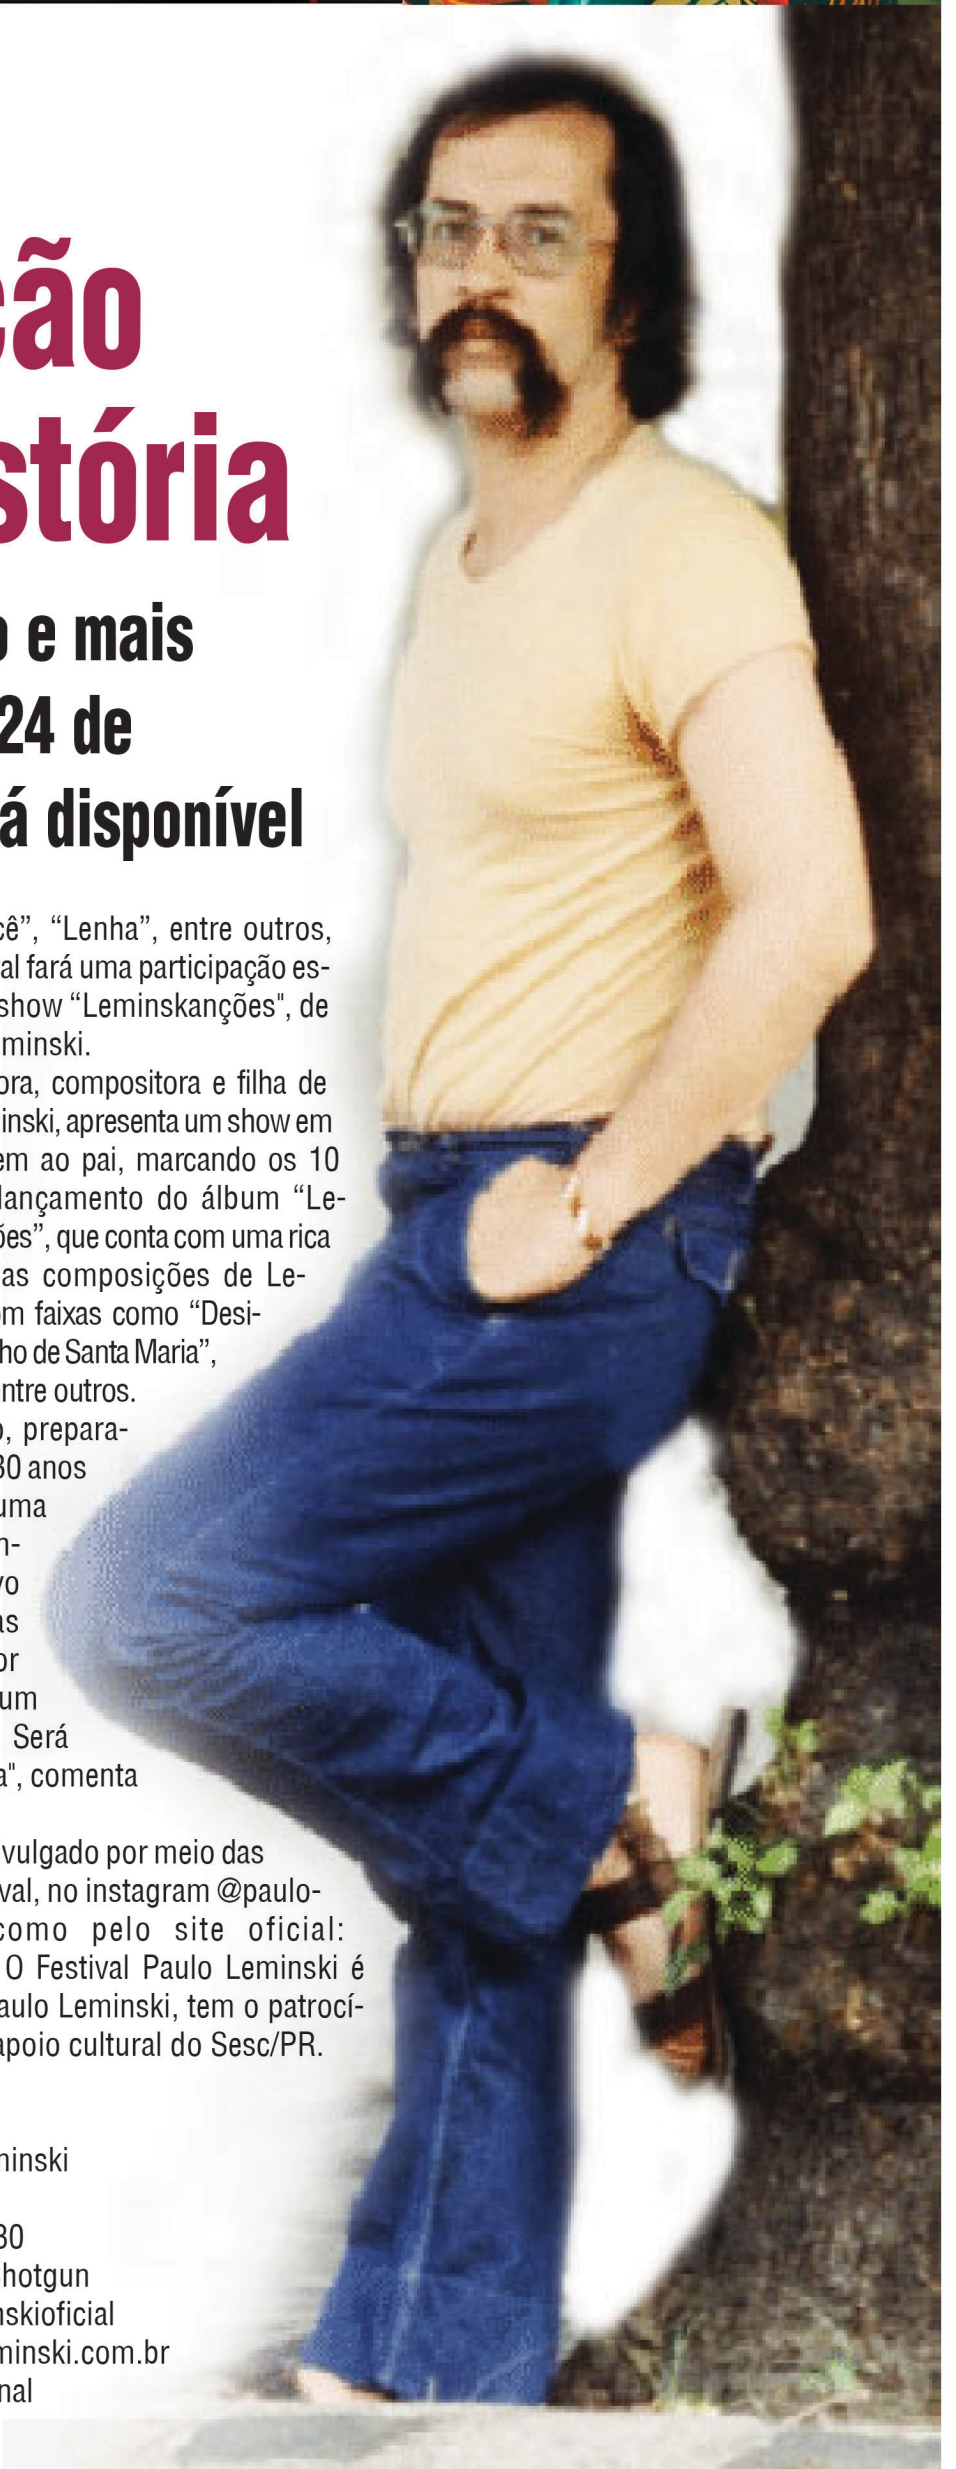 ção
stória
o e mais
24 de
á disponível
cê”, “Lenha”, entre outros,
al fará uma participação es-
show “Leminskanções", de
minski.
ora, compositora e filha de
inski, apresenta um show em
em ao pai, marcando os 10
lançamento do álbum “Le-
ões”, que conta com uma rica
as composições de Le-
om faixas como “Desi-
ho de Santa Maria”,
ntre outros.
o, prepara-
30 anos
uma
n-
vo
as
or
um
Será
a", comenta
vulgado por meio das
val, no instagram @paulo-
como pelo site oficial:
O Festival Paulo Leminski é
aulo Leminski, tem o patrocí-
apoio cultural do Sesc/PR.
minski
30
hotgun
nskioficial
minski.com.br
nal